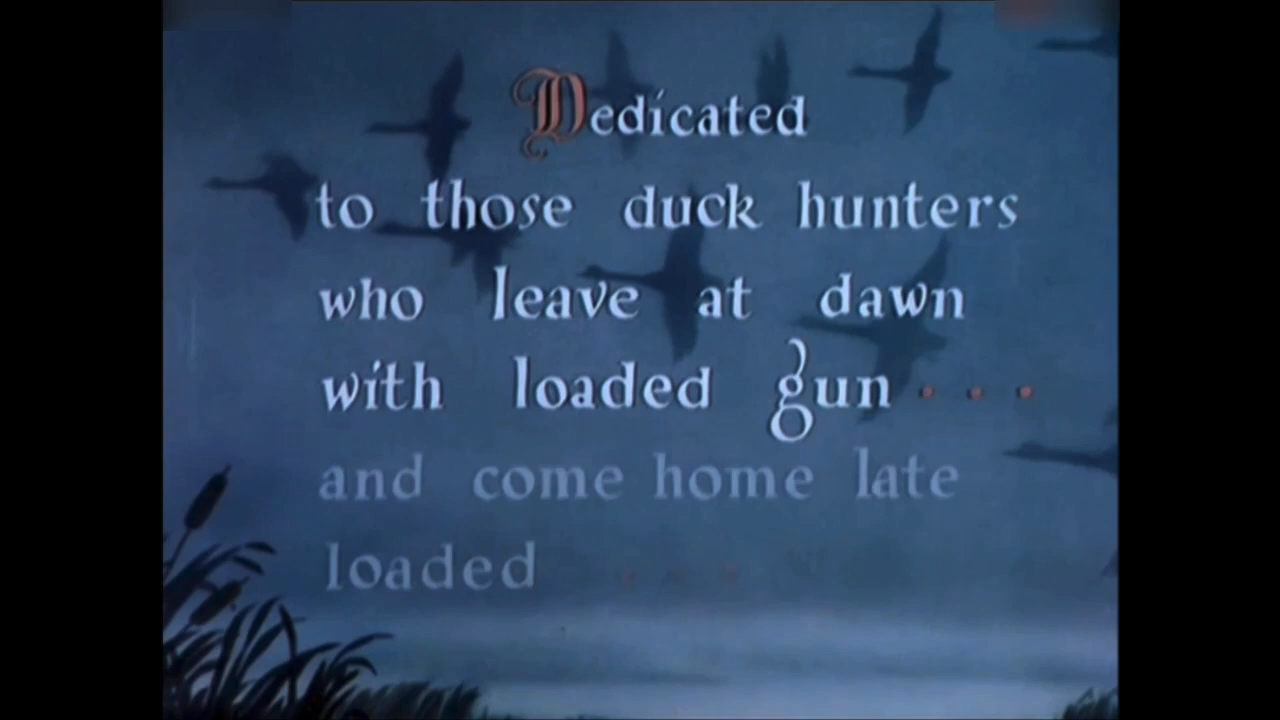 Dedicated
to those duck hunters
who leave at dawn
with loaded gun...
and come home late
loaded ...